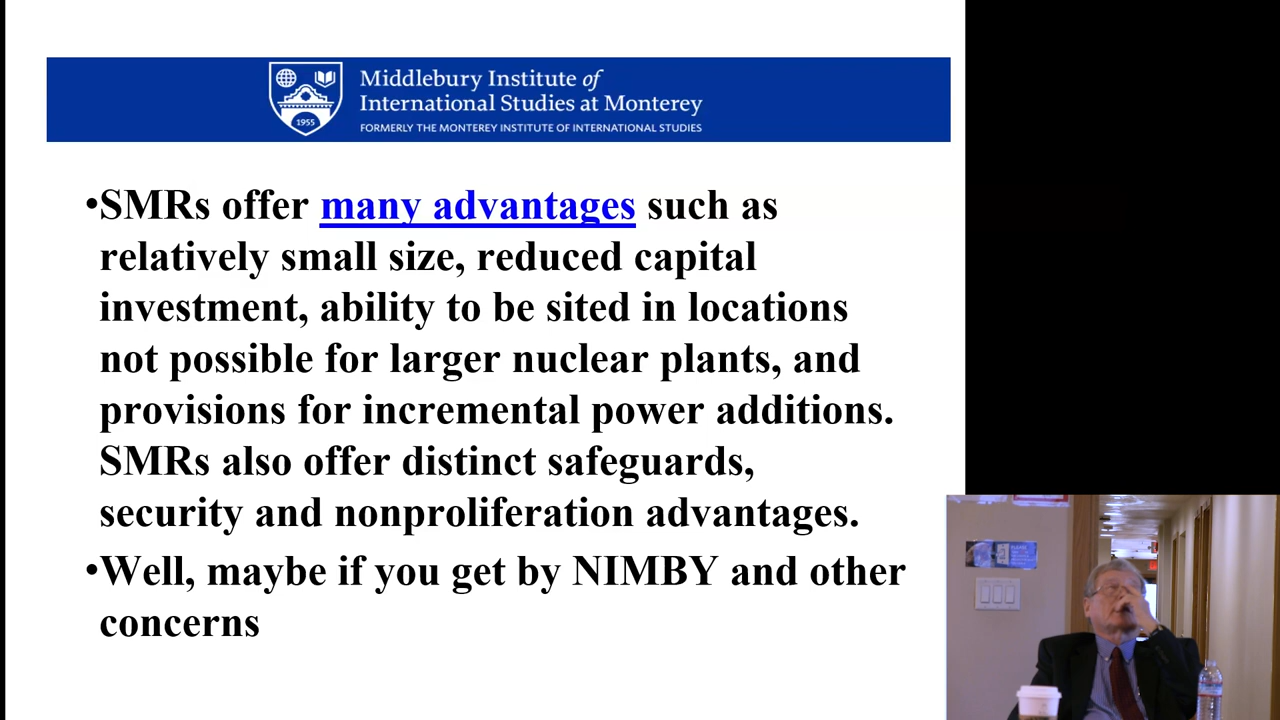 Middlebury Institute of
International Studies at Monterey
FORMERLY THE MONTEREY INSTITUTE OF INTERNATIONAL STUDIES
1955
•SMRs offer many advantages such as
relatively small size, reduced capital
investment, ability to be sited in locations
not possible for larger nuclear plants, and
provisions for incremental power additions.
SMRs also offer distinct safeguards,
security and nonproliferation advantages.
•Well, maybe if you get by NIMBY and other
concerns